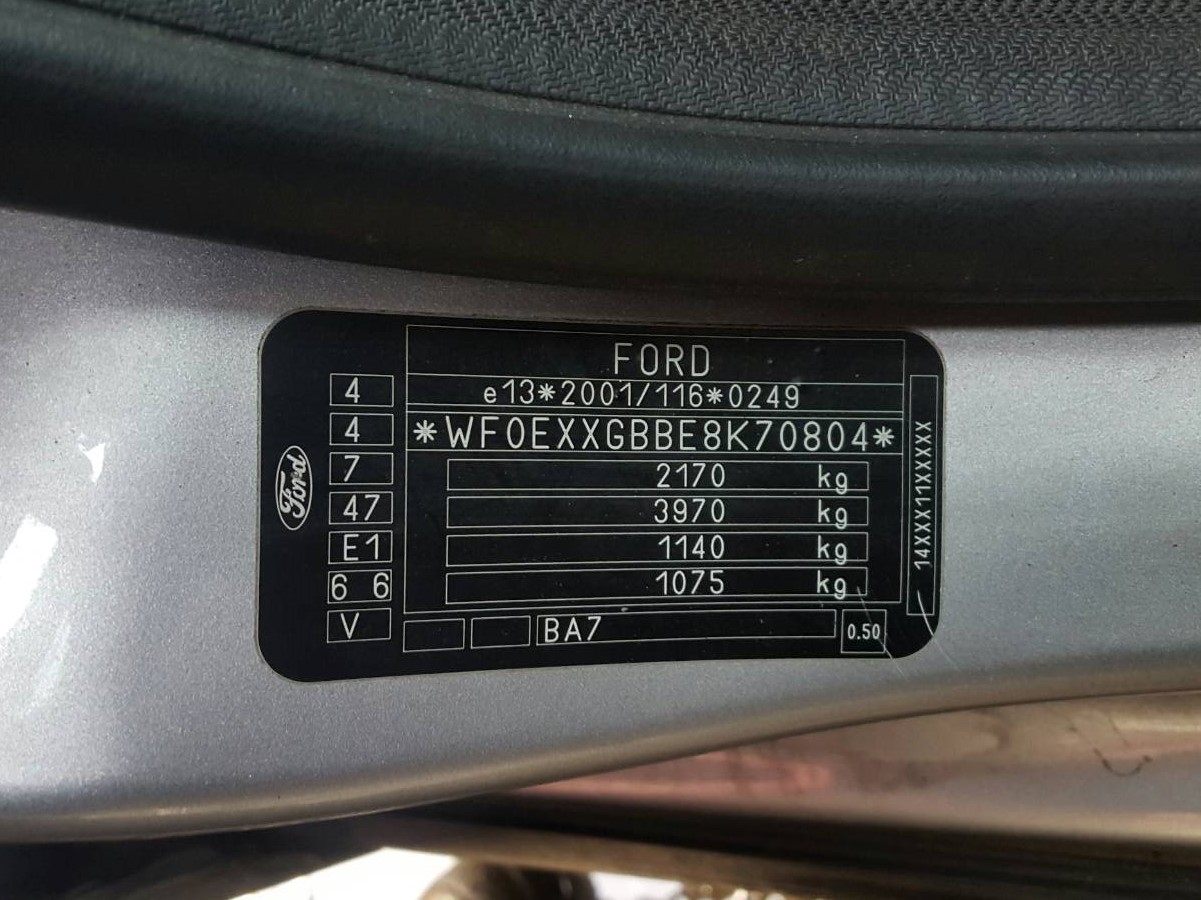 FORD
e13*2001/116*0249
*WF0EXXGBBE8K70804*
2170 kg
3970 kg
1140 kg
1075 kg
BA7
0.50
4
4
7
47
E1
6 6
V
Ford
14XXX11XXXXX